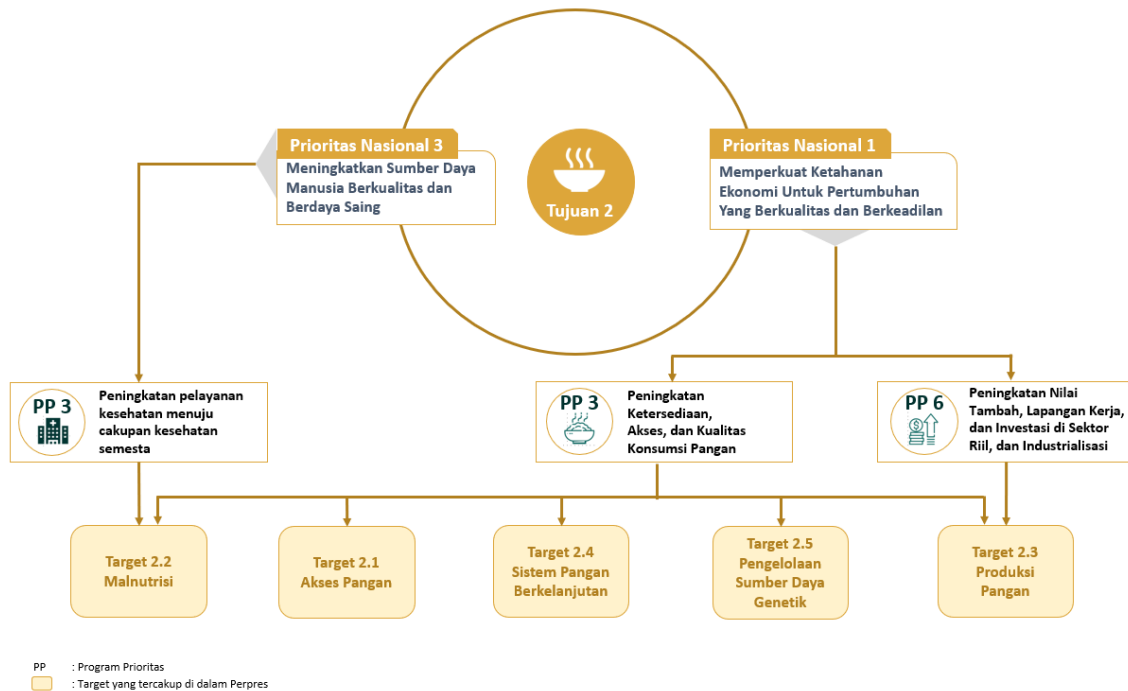 Prioritas Nasional 3
Meningkatkan Sumber Daya
Manusia Berkualitas dan
Berdaya Saing
Tujuan 2
Prioritas Nasional 1
Memperkuat Ketahanan
Ekonomi Untuk Pertumbuhan
Yang Berkualitas dan Berkeadilan
PP 3
Peningkatan pelayanan
kesehatan menuju
cakupan kesehatan
semesta
PP 3
Peningkatan
Ketersediaan,
Akses, dan Kualitas
Konsumsi Pangan
PP 6
Peningkatan Nilai
Tambah, Lapangan Kerja,
dan Investasi di Sektor
Riil, dan Industrialisasi
Target 2.2
Malnutrisi
Target 2.1
Akses Pangan
Target 2.4
Sistem Pangan
Berkelanjutan
Target 2.5
Pengelolaan
Sumber Daya
Genetik
Target 2.3
Produksi
Pangan
PP : Program Prioritas
: Target yang tercakup di dalam Perpres